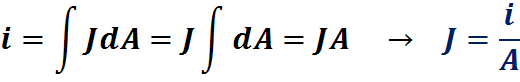 i = ∫ JdA = J ∫ dA = JA → J = i/A